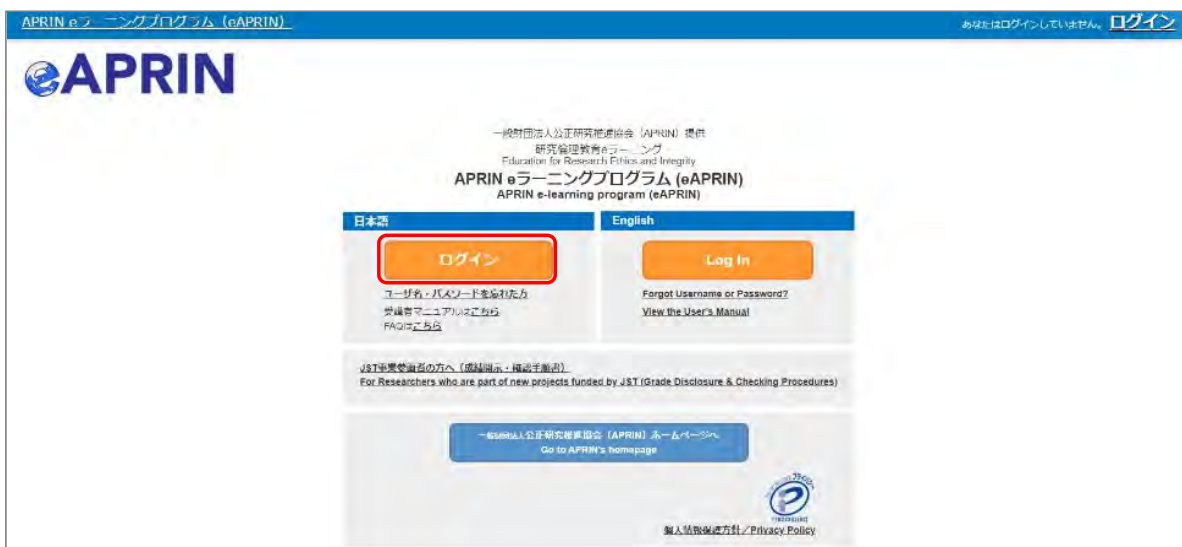 APRIN eラーニングプログラム (eAPRIN)
あなたはログインしていません。 ログイン
eAPRIN
一般財団法人公正研究推進協会 (APRIN) 提供
研究倫理教育eラーニング
Education for Research Ethics and Integrity
APRIN eラーニングプログラム (eAPRIN)
APRIN e-learning program (eAPRIN)
日本語
ログイン
ユーザ名・パスワードを忘れた方
受講者マニュアルはこちら
FAQはこちら
English
Log In
Forgot Username or Password?
View the User's Manual
JST事業受講者の方へ (成績開示・確認手順書)
For Researchers who are part of new projects funded by JST (Grade Disclosure & Checking Procedures)
一般財団法人公正研究推進協会 (APRIN) ホームページへ
Go to APRIN's homepage
個人情報保護方針/Privacy Policy